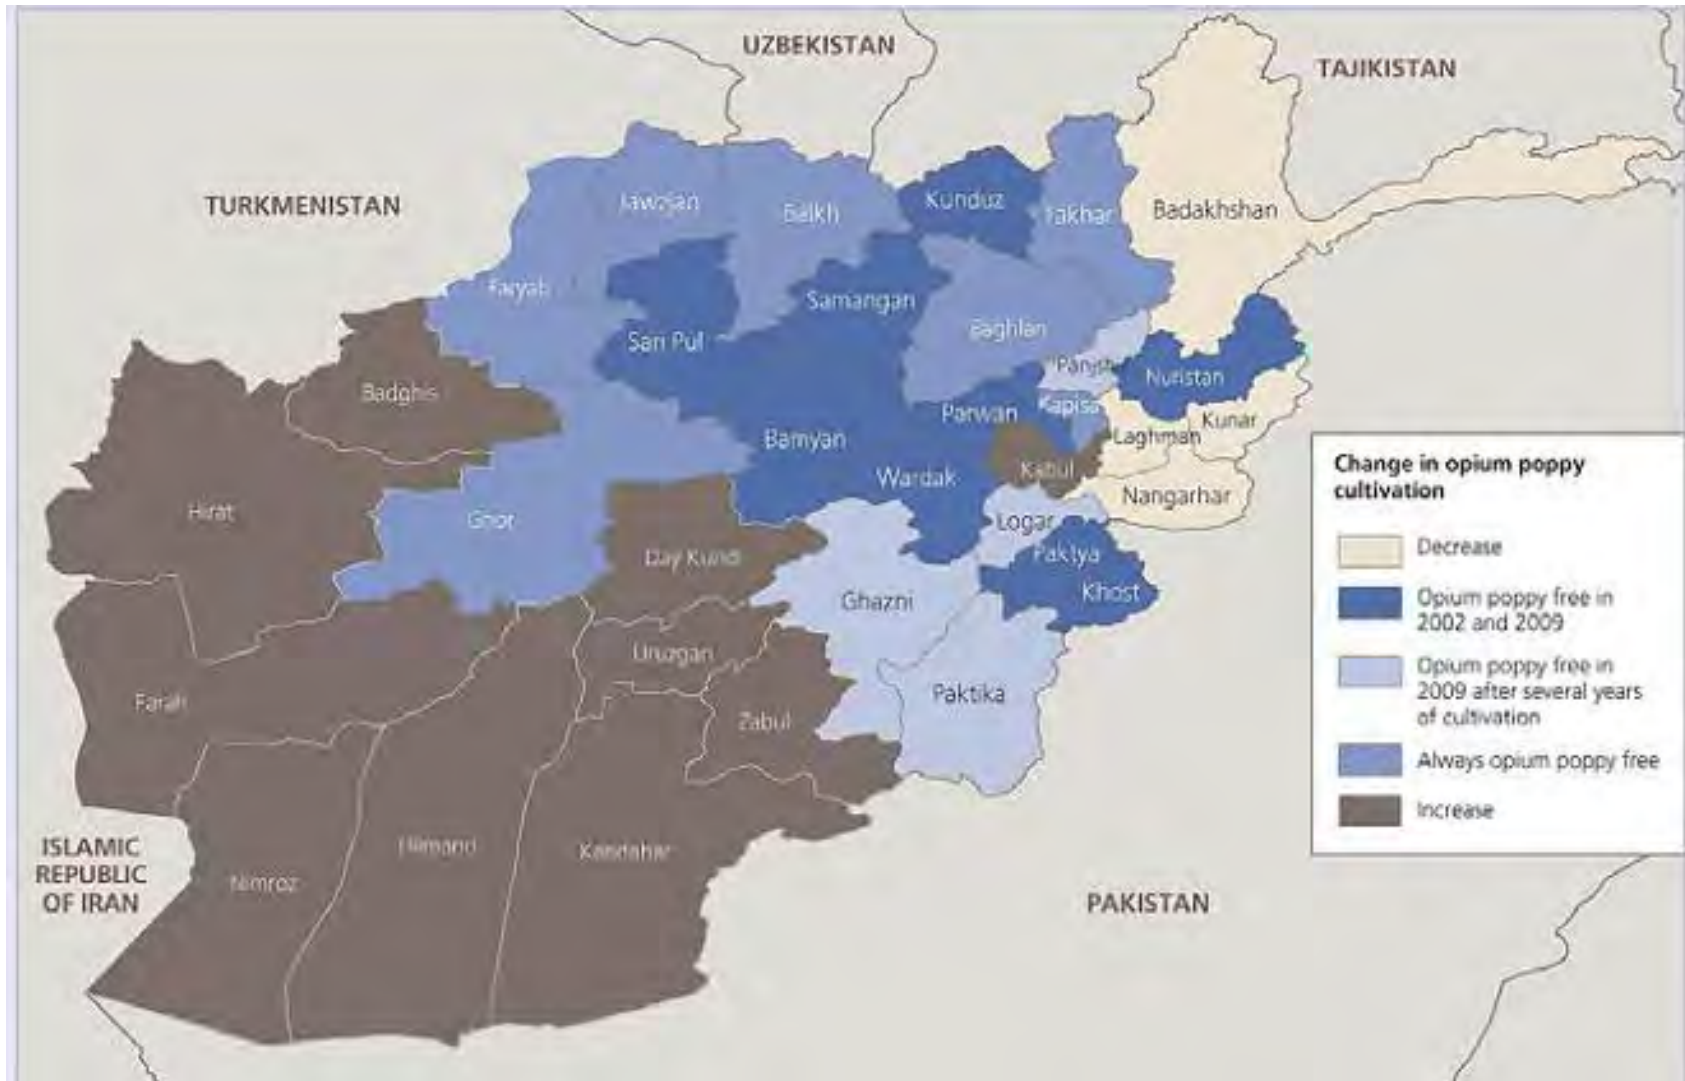 UZBEKISTAN
TAJIKISTAN
TURKMENISTAN
Jawzjan
Balkh
Kunduz
Takhar
Badakhshan
Faryab
Samangan
Sari Pul
Baghlan
Panjsh
Nuristan
Badghis
Parwan
Kapisa
Kunar
Laghman
Bamyan
Wardak
Kabul
Nangarhar
Hirat
Ghor
Logar
Day Kundi
Paktya
Ghazni
Khost
Uruzgan
Farah
Zabul
Paktika
Hilmand
Kandahar
Nimroz
ISLAMIC
REPUBLIC
OF IRAN
PAKISTAN
Change in opium poppy
cultivation
Decrease
Opium poppy free in
2002 and 2009
Opium poppy free in
2009 after several years
of cultivation
Always opium poppy free
Increase